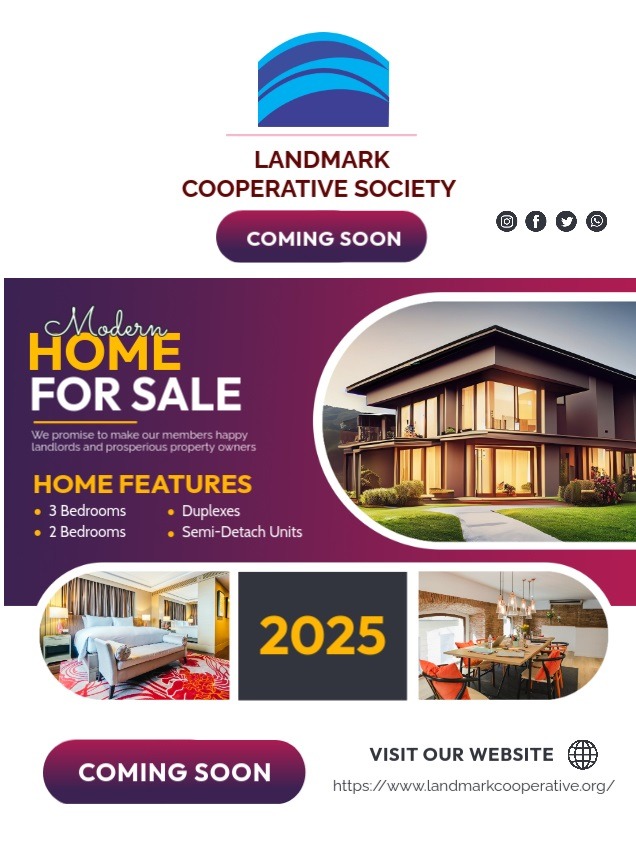 LANDMARK
COOPERATIVE SOCIETY
COMING SOON
Modern
HOME
FOR SALE
We promise to make our members happy
landlords and prosperious property owners
HOME FEATURES
3 Bedrooms
2 Bedrooms
Duplexes
Semi-Detach Units
2025
COMING SOON
VISIT OUR WEBSITE
https://www.landmarkcooperative.org/